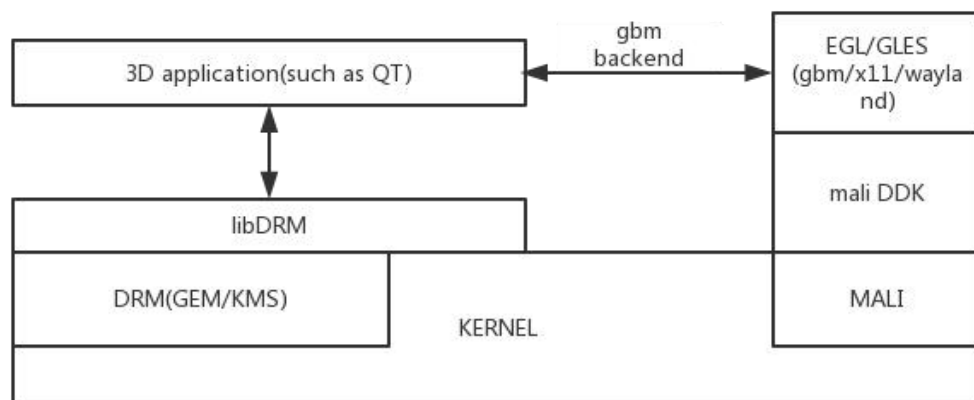 gbm
backend
3D application(such as QT)
EGL/GLES
(gbm/x11/wayla
nd)
mali DDK
libDRM
DRM(GEM/KMS)
MALI
KERNEL